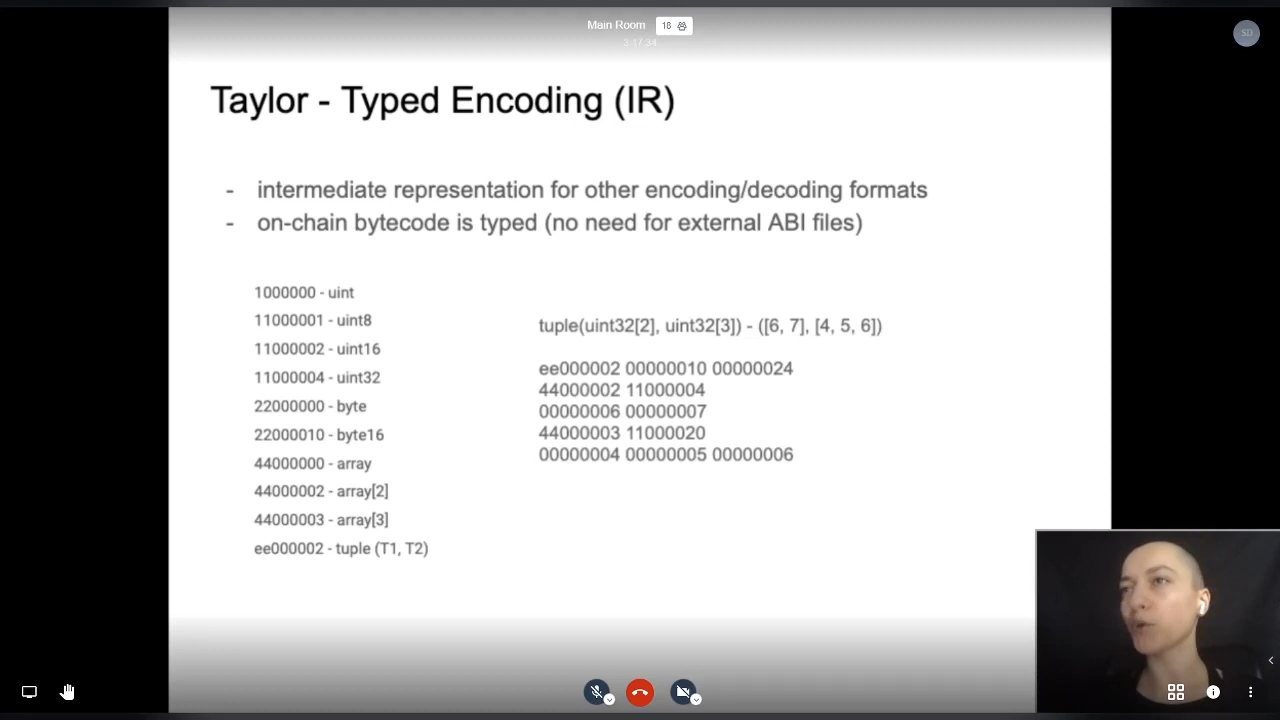 Main Room 18
3:17:34
SD
Taylor - Typed Encoding (IR)
- intermediate representation for other encoding/decoding formats
- on-chain bytecode is typed (no need for external ABI files)
1000000 - uint
11000001 - uint8
11000002 - uint16
11000004 - uint32
22000000 - byte
22000010 - byte16
44000000 - array
44000002 - array[2]
44000003 - array[3]
ee000002 - tuple (T1, T2)
tuple(uint32[2], uint32[3]) - ([6, 7], [4, 5, 6])
ee000002 00000010 00000024
44000002 11000004
00000006 00000007
44000003 11000020
00000004 00000005 00000006